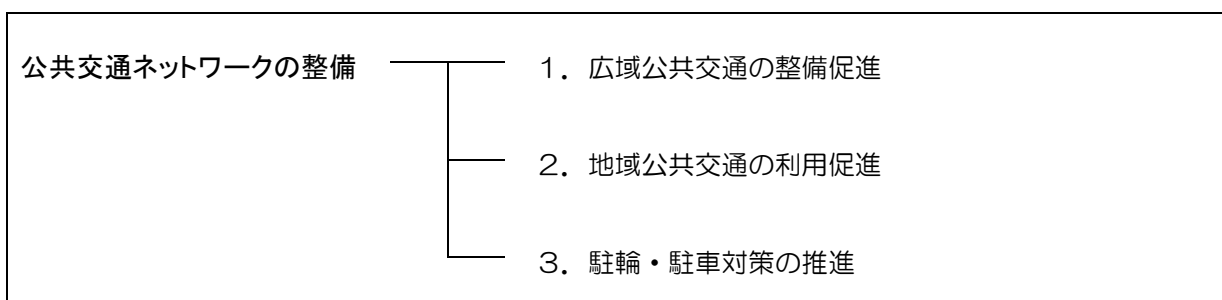 公共交通ネットワークの整備
１．広域公共交通の整備促進
２．地域公共交通の利用促進
３．駐輪・駐車対策の推進